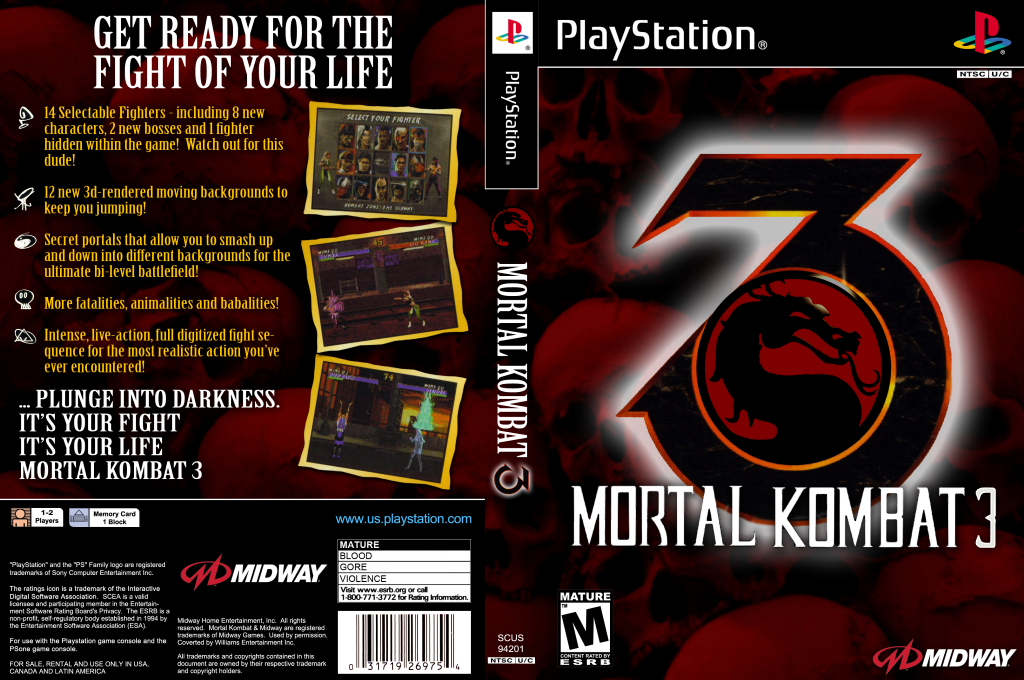 GET READY FOR THE
FIGHT OF YOUR LIFE
14 Selectable Fighters - including 8 new
characters, 2 new bosses and 1 fighter
hidden within the game! Watch out for this
dude!
12 new 3d-rendered moving backgrounds to
keep you jumping!
Secret portals that allow you to smash up
and down into different backgrounds for the
ultimate bi-level battlefield!
More fatalities, animalities and babalities!
Intense, live-action, full digitized fight se-
quence for the most realistic action you've
ever encountered!
... PLUNGE INTO DARKNESS.
IT'S YOUR FIGHT
IT'S YOUR LIFE
MORTAL KOMBAT 3
SELECT YOUR FIGHTER
1-2
Players
Memory Card
1 Block
www.us.playstation.com
"PlayStation" and the "PS" Family logo are registered
trademarks of Sony Computer Entertainment Inc.
The ratings icon is a trademark of the Interactive
Digital Software Association. SCEA is a valid
licensee and participating member in the Entertain-
ment Software Rating Board's Privacy. The ESRB is a
non-profit, self-regulatory body established in 1994 by
the Entertainment Software Association (ESA).
For use with the Playstation game console and the
PSone game console.
FOR SALE, RENTAL AND USE ONLY IN USA,
CANADA AND LATIN AMERICA
MIDWAY
Midway Home Entertainment, Inc. All rights
reserved. Mortal Kombat & Midway are registered
trademarks of Midway Games. Used by permission.
Coverted by Williams Entertainment Inc.
All trademarks and copyrights contained in this
document are owned by their respective trademark
and copyright holders.
MATURE
BLOOD
GORE
VIOLENCE
Visit www.esrb.org or call
1-800-771-3772 for Rating Information.
0 31719 26975 4
PlayStation®
MORTAL KOMBAT 3
SCUS
94201
NTSC U/C
PlayStation®
NTSC U/C
3
MORTAL KOMBAT 3
MATURE
M
CONTENT RATED BY
ESRB
MIDWAY